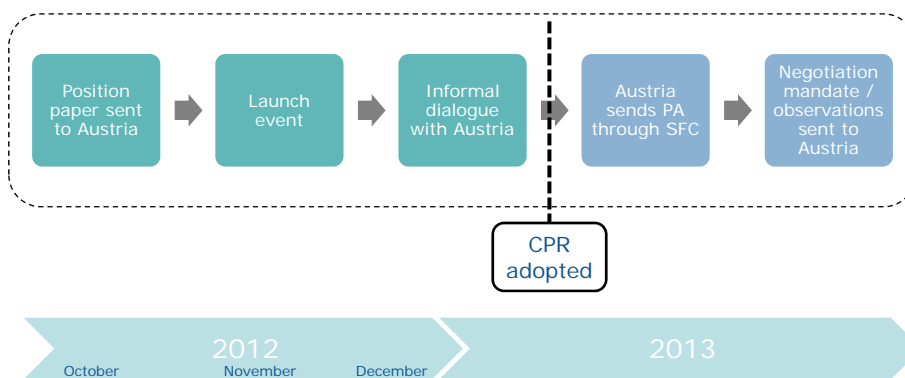 Position
paper sent
to Austria
Launch
event
Informal
dialogue
with Austria
Austria
sends PA
through SFC
Negotiation
mandate /
observations
sent to
Austria
CPR
adopted
2012
2013
October
November
December